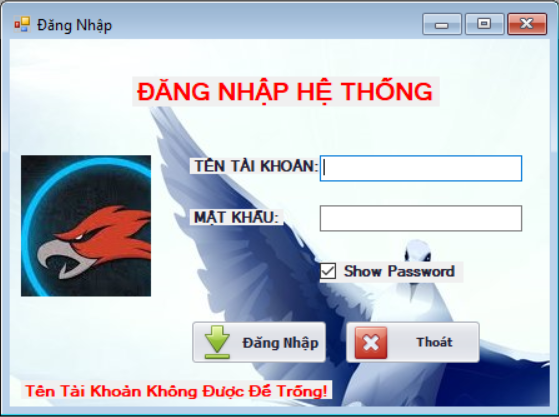 Đăng Nhập
ĐĂNG NHẬP HỆ THỐNG
TÊN TÀI KHOẢN:
MẬT KHẨU:
Show Password
Đăng Nhập
Thoát
Tên Tài Khoản Không Được Để Trống!